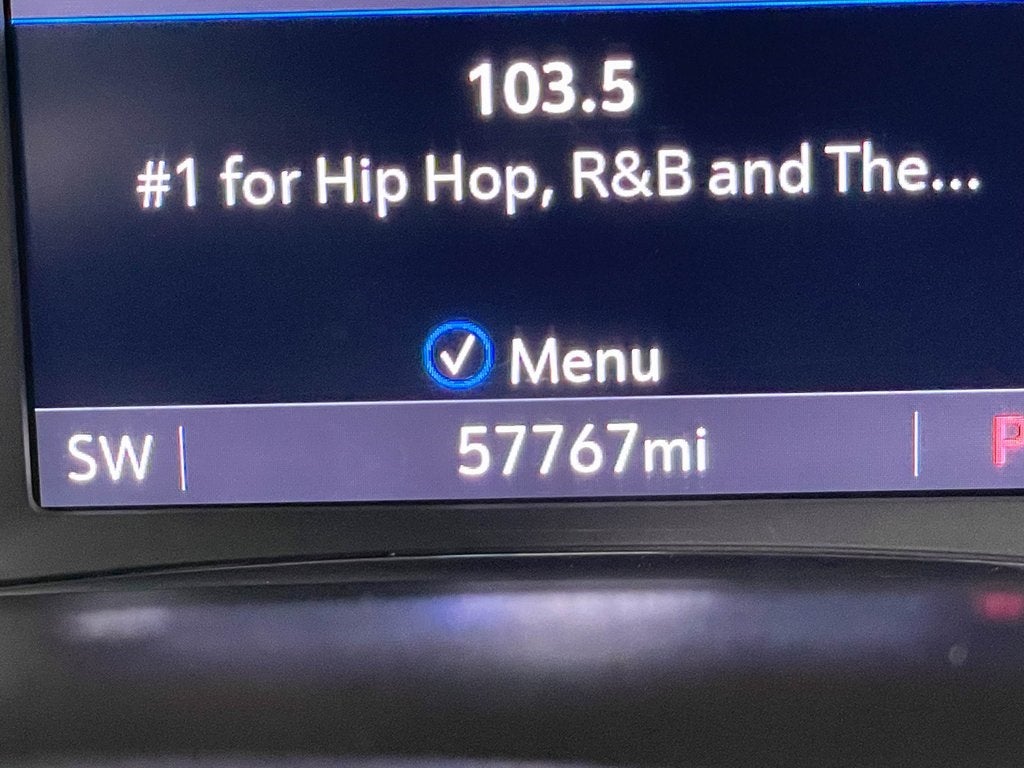 103.5
#1 for Hip Hop, R&B and The...
Menu
SW 57767mi P